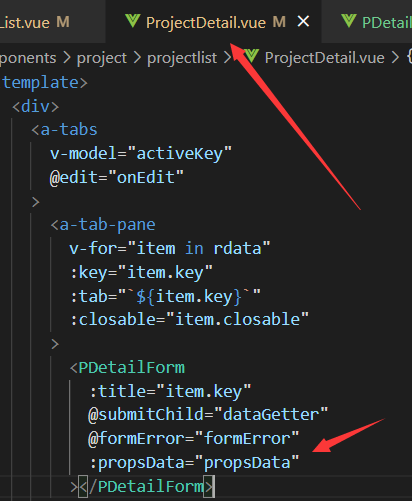 List.vue M ProjectDetail.vue M × PDetail
ponents > project > projectlist > ProjectDetail.vue > {
template>
<div>
<a-tabs
v-model="activeKey"
@edit="onEdit"
>
<a-tab-pane
v-for="item in rdata"
:key="item.key"
:tab="`${item.key}`"
:closable="item.closable"
>
<PDetailForm
:title="item.key"
@submitChild="dataGetter"
@formError="formError"
:propsData="propsData"
></PDetailForm>